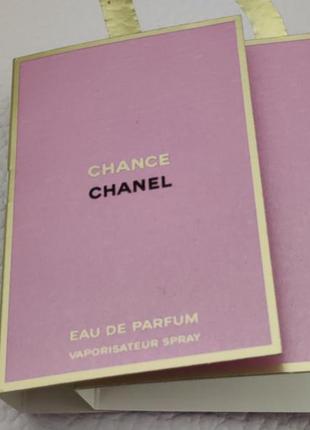 CHANCE
CHANEL
EAU DE PARFUM
VAPORISATEUR SPRAY